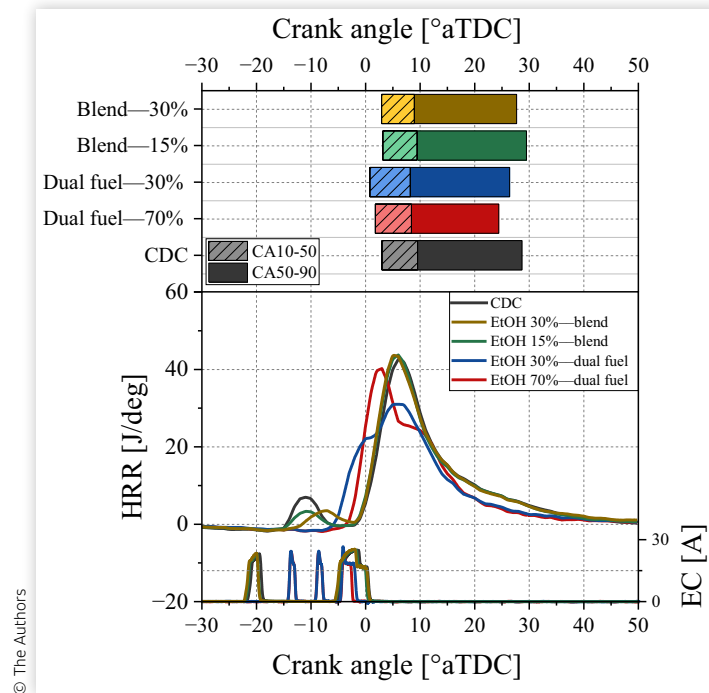 Crank angle [°aTDC]
−30 −20 −10 0 10 20 30 40 50
Blend—30%
Blend—15%
Dual fuel—30%
Dual fuel—70%
CDC
CA10-50
CA50-90
60
40
20
0
−20
HRR [J/deg]
CDC
EtOH 30%—blend
EtOH 15%—blend
EtOH 30%—dual fuel
EtOH 70%—dual fuel
30
0
EC [A]
−30 −20 −10 0 10 20 30 40 50
Crank angle [°aTDC]
© The Authors